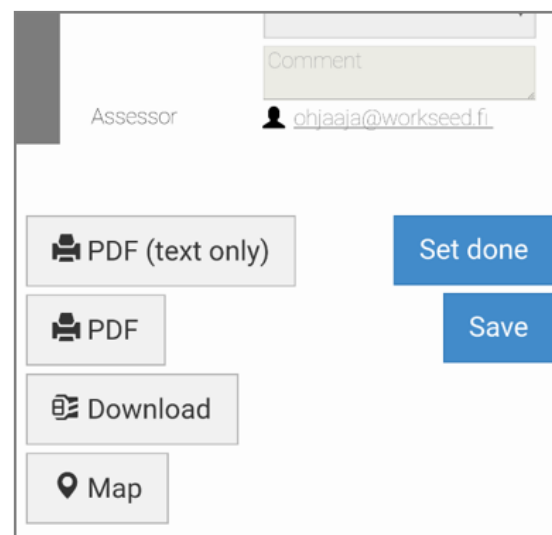 Comment
Assessor ohjaaja@workseed.fi
PDF (text only) Set done
PDF Save
Download
Map